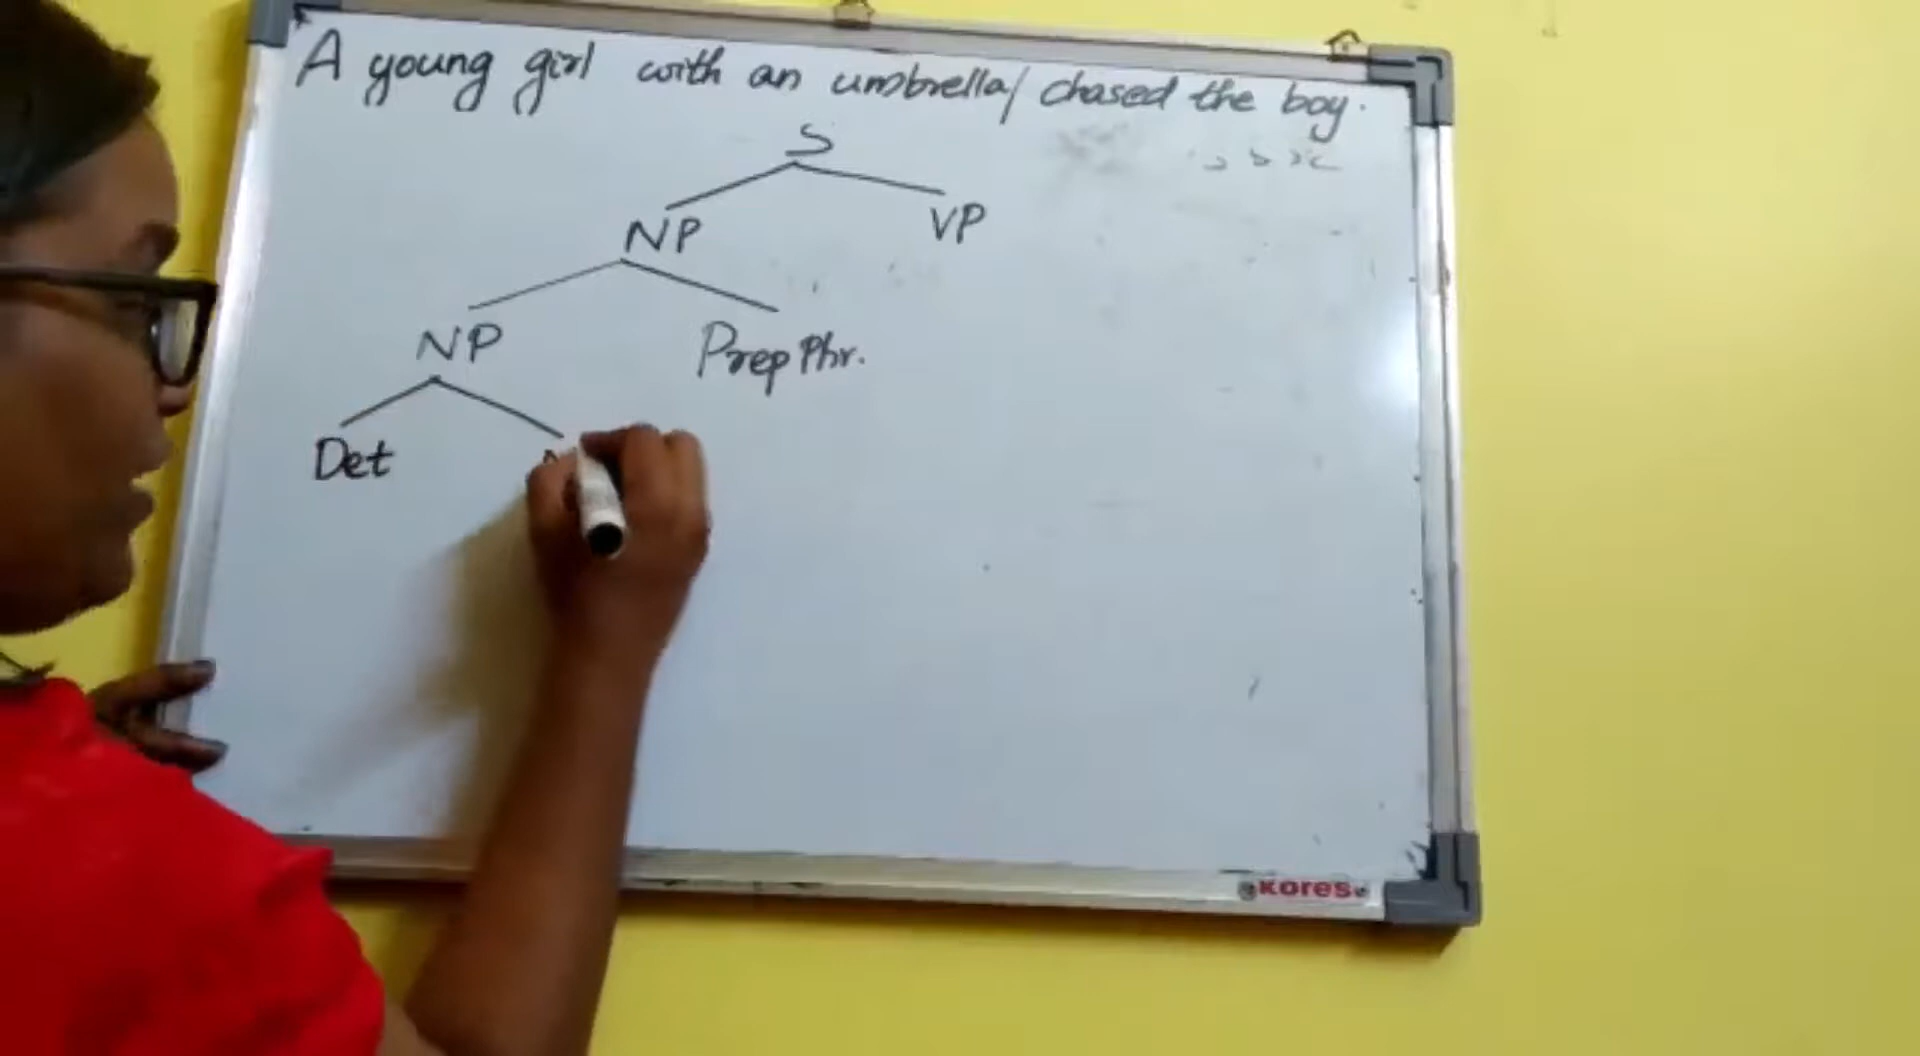 A young girl with an umbrella/ chased the boy.
S
NP VP
NP Prep Phr.
Det
KORES